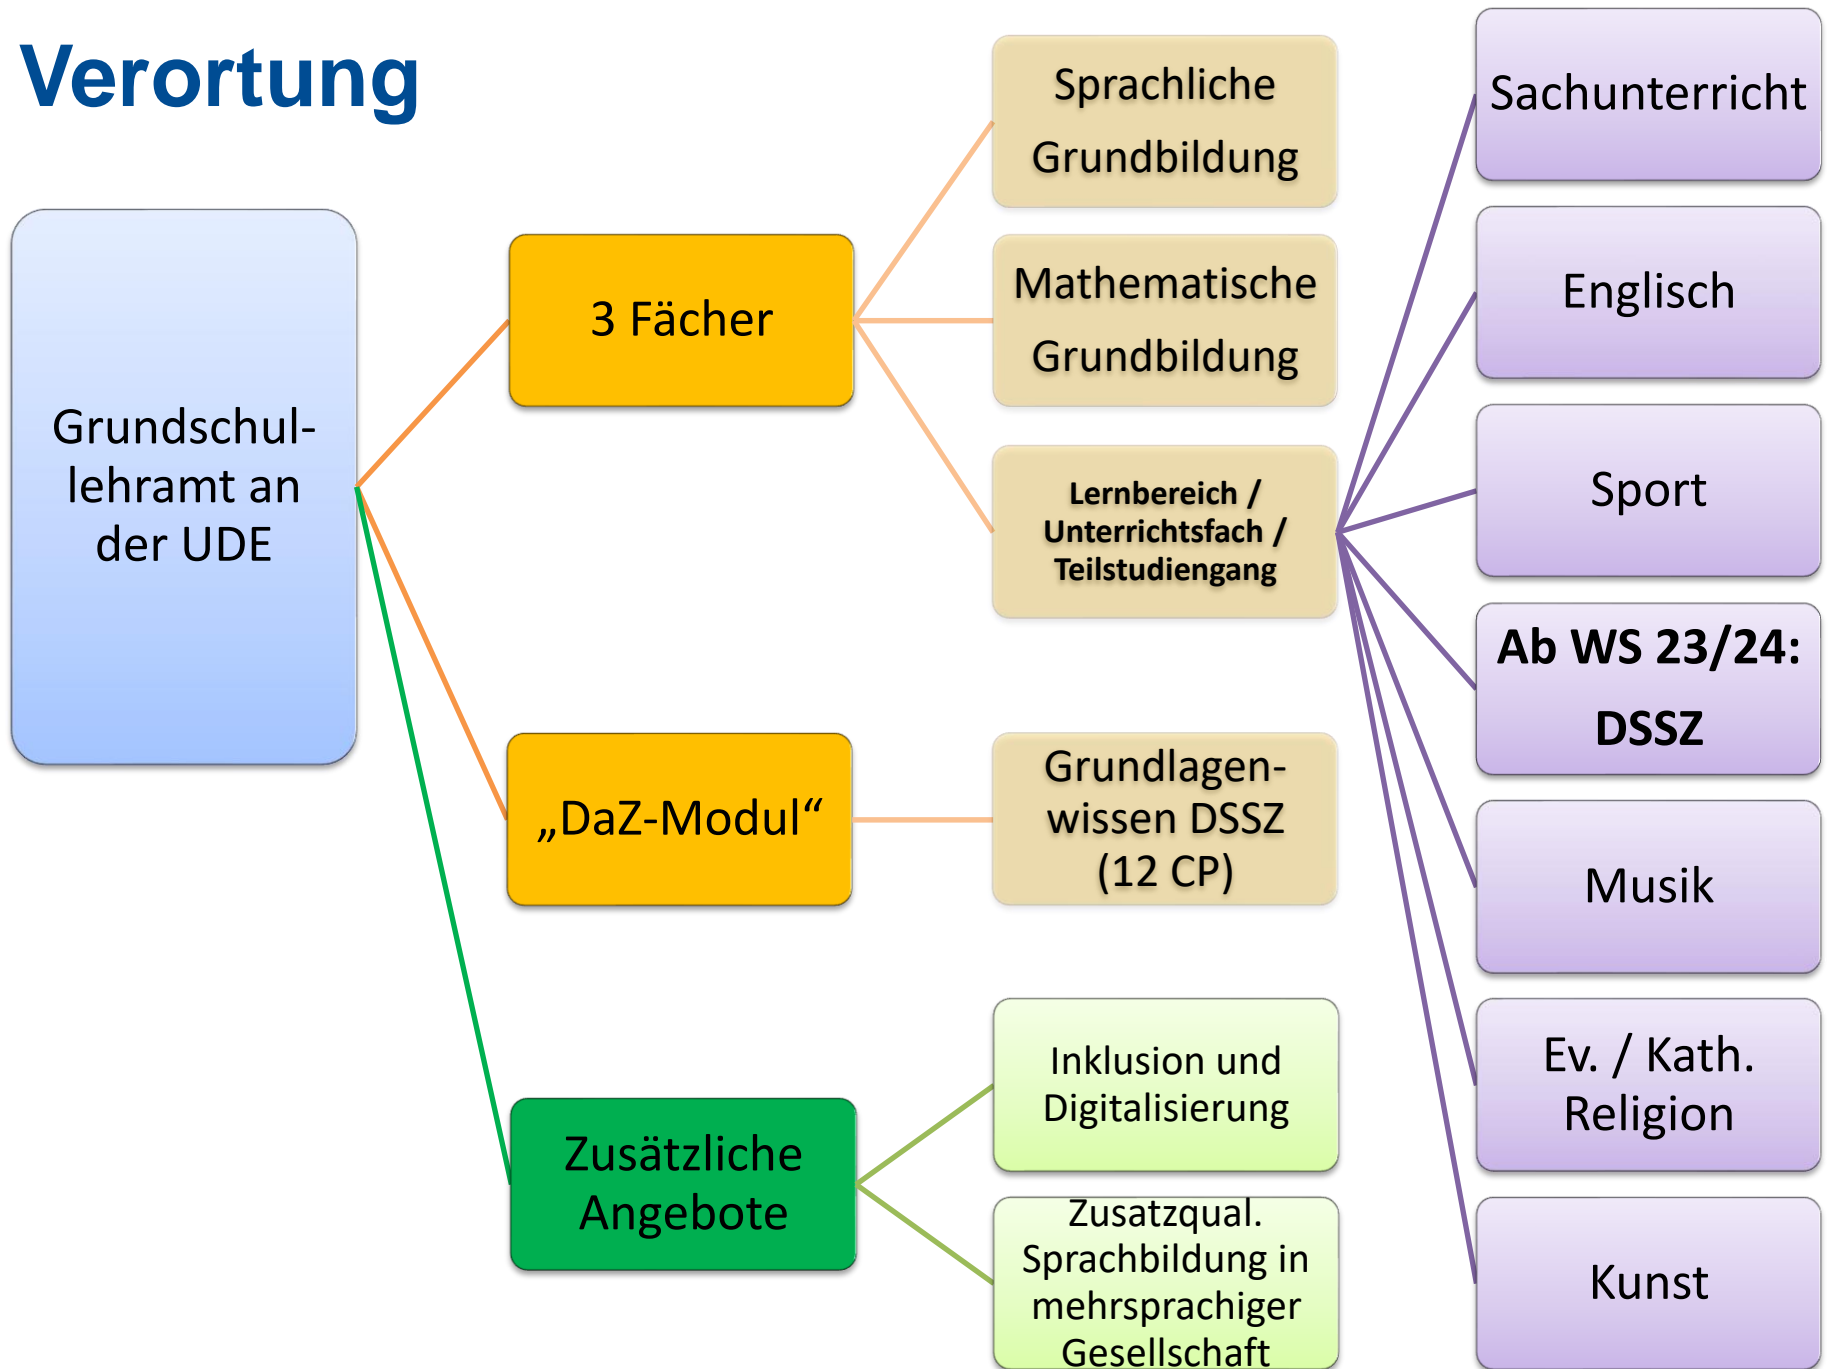 Verortung
Grundschul-
lehramt an
der UDE
3 Fächer
Sprachliche
Grundbildung
Mathematische
Grundbildung
Lernbereich /
Unterrichtsfach /
Teilstudiengang
Sachunterricht
Englisch
Sport
Ab WS 23/24:
DSSZ
Musik
Ev. / Kath.
Religion
Kunst
„DaZ-Modul“
Grundlagen-
wissen DSSZ
(12 CP)
Zusätzliche
Angebote
Inklusion und
Digitalisierung
Zusatzqual.
Sprachbildung in
mehrsprachiger
Gesellschaft